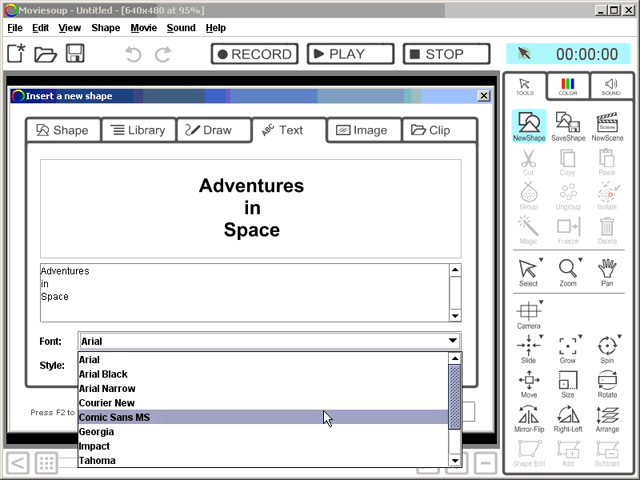 Moviesoup - Untitled - [640x480 at 95%]
File Edit View Shape Movie Sound Help
RECORD PLAY STOP 00:00:00
Insert a new shape
TOOLS COLOR SOUND
Shape Library Draw Text Image Clip
NewShape SaveShape NewScene
Cut Copy Paste
Adventures
in
Space
Group Ungroup Isolate
Magic Freeze Delete
Adventures
in
Space
Select Zoom Pan
Camera
Font: Arial
Style:
Arial
Arial Black
Arial Narrow
Courier New
Comic Sans MS
Georgia
Impact
Tahoma
Slide Grow Spin
Move Size Rotate
Press F2 to
Mirror-Flip Right-Left Arrange
Shape Edit Add Subtract